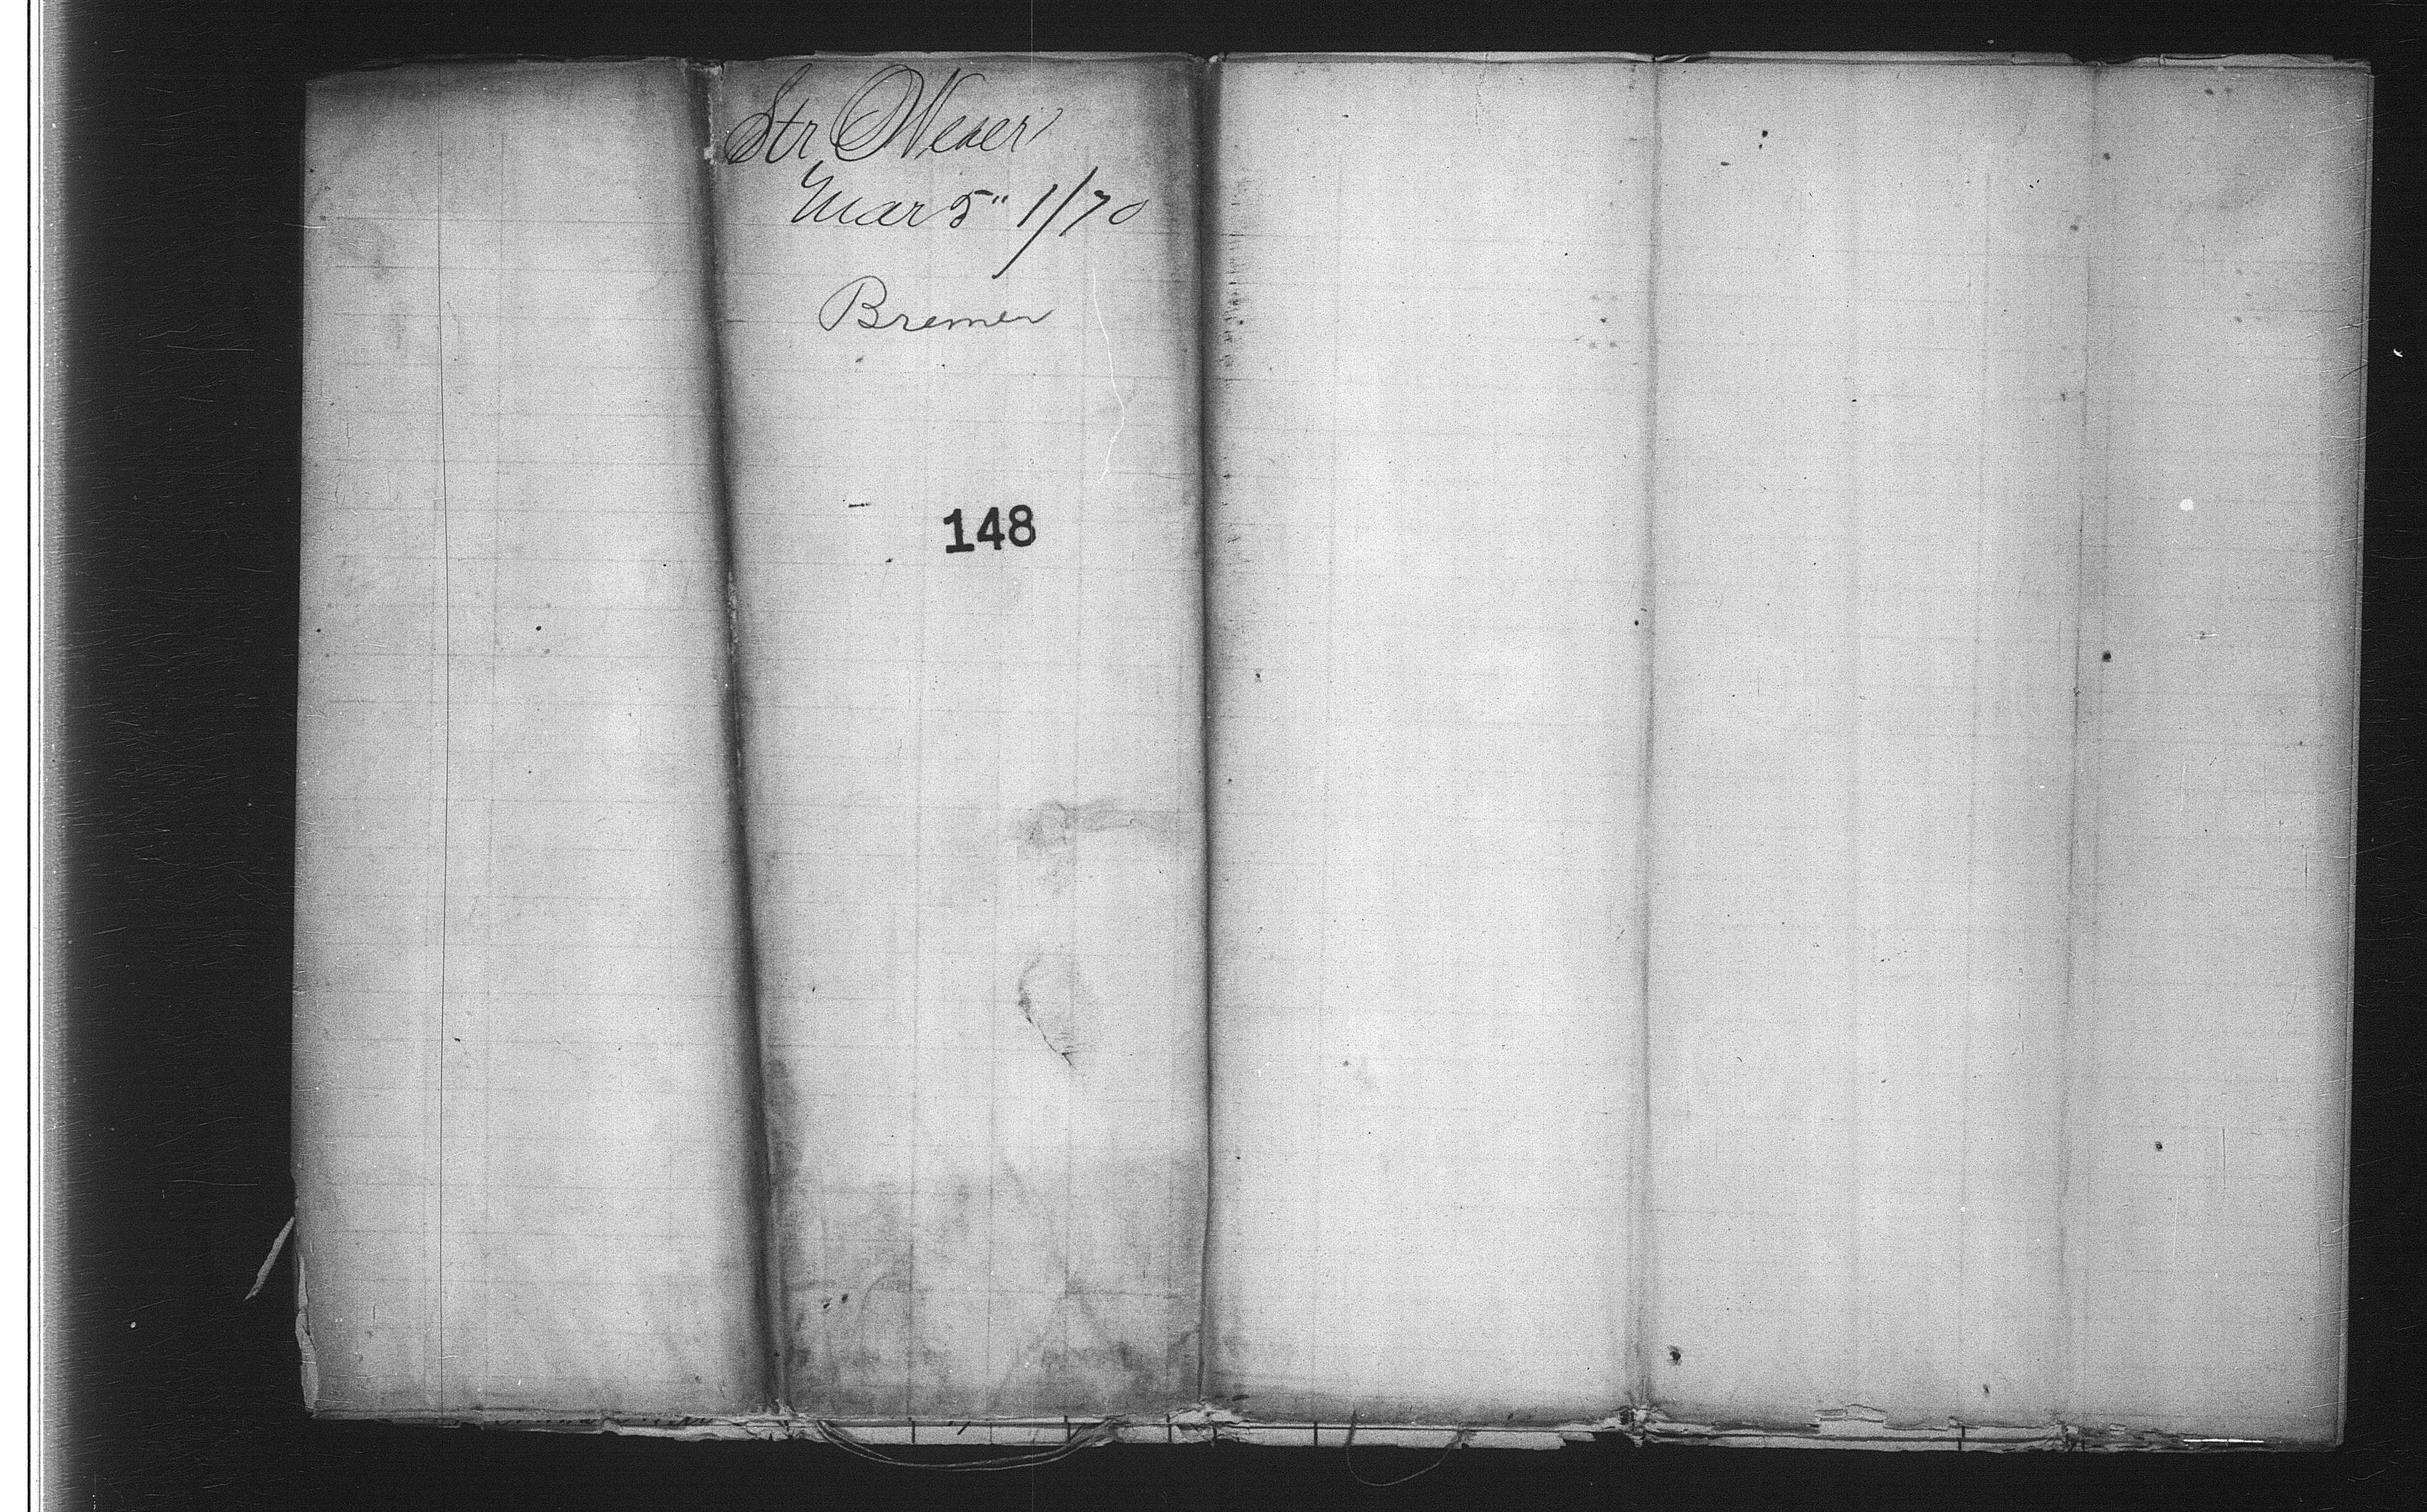 Str Weser
Mar 5" 1/70
Bremen
148